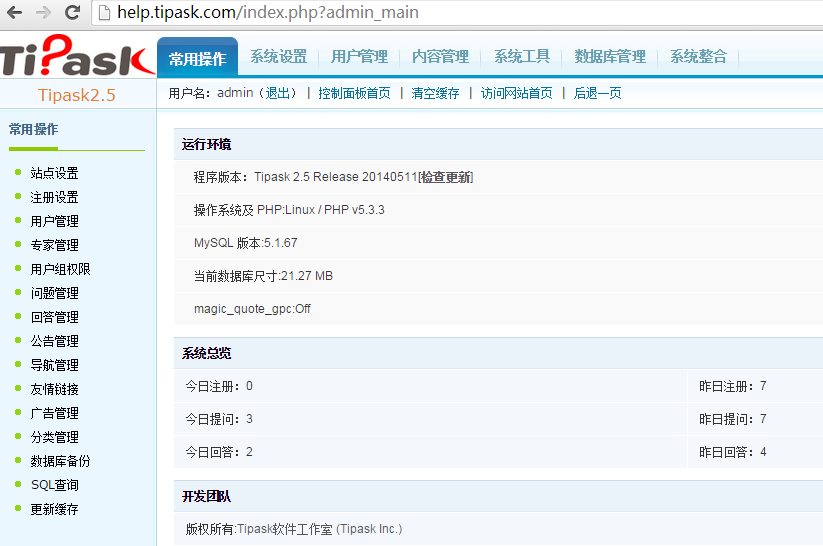 help.tipask.com/index.php?admin_main
TiPask
常用操作 系统设置 用户管理 内容管理 系统工具 数据库管理 系统整合
Tipask2.5
用户名：admin（退出） | 控制面板首页 | 清空缓存 | 访问网站首页 | 后退一页
常用操作
站点设置
注册设置
用户管理
专家管理
用户组权限
问题管理
回答管理
公告管理
导航管理
友情链接
广告管理
分类管理
数据库备份
SQL查询
更新缓存
运行环境
程序版本：Tipask 2.5 Release 20140511[检查更新]
操作系统及 PHP:Linux / PHP v5.3.3
MySQL 版本:5.1.67
当前数据库尺寸:21.27 MB
magic_quote_gpc:Off
系统总览
今日注册：0 昨日注册：7
今日提问：3 昨日提问：7
今日回答：2 昨日回答：4
开发团队
版权所有:Tipask软件工作室 (Tipask Inc.)